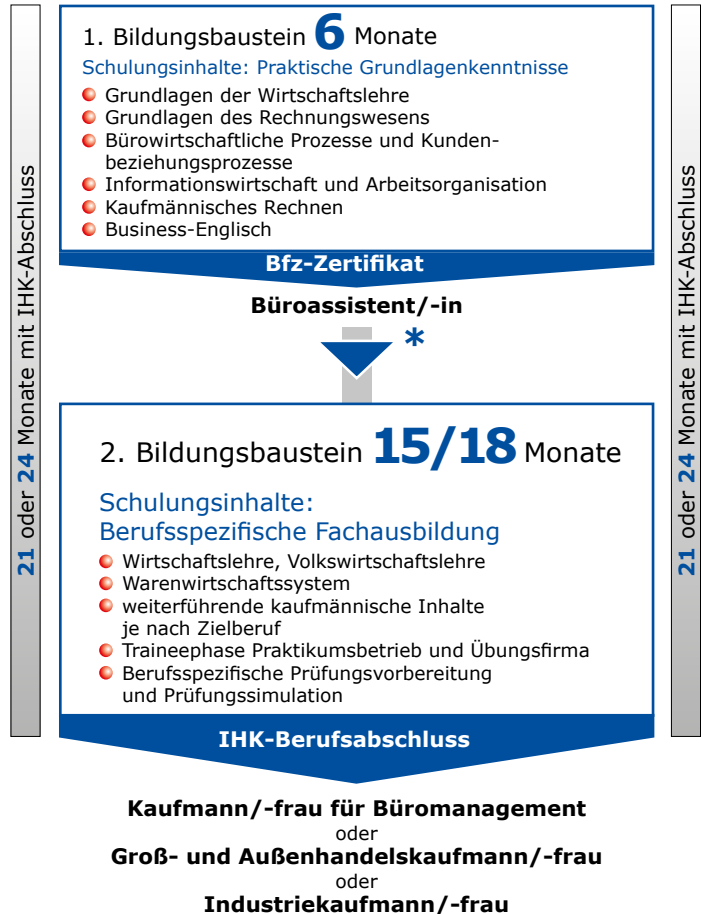 1. Bildungsbaustein 6 Monate
Schulungsinhalte: Praktische Grundlagenkenntnisse
Grundlagen der Wirtschaftslehre
Grundlagen des Rechnungswesens
Bürowirtschaftliche Prozesse und Kunden-
beziehungsprozesse
Informationswirtschaft und Arbeitsorganisation
Kaufmännisches Rechnen
Business-Englisch
Bfz-Zertifikat
Büroassistent/-in
*
2. Bildungsbaustein 15/18 Monate
Schulungsinhalte:
Berufsspezifische Fachausbildung
Wirtschaftslehre, Volkswirtschaftslehre
Warenwirtschaftssystem
weiterführende kaufmännische Inhalte
je nach Zielberuf
Traineephase Praktikumsbetrieb und Übungsfirma
Berufsspezifische Prüfungsvorbereitung
und Prüfungssimulation
IHK-Berufsabschluss
Kaufmann/-frau für Büromanagement
oder
Groß- und Außenhandelskaufmann/-frau
oder
Industriekaufmann/-frau
21 oder 24 Monate mit IHK-Abschluss
21 oder 24 Monate mit IHK-Abschluss